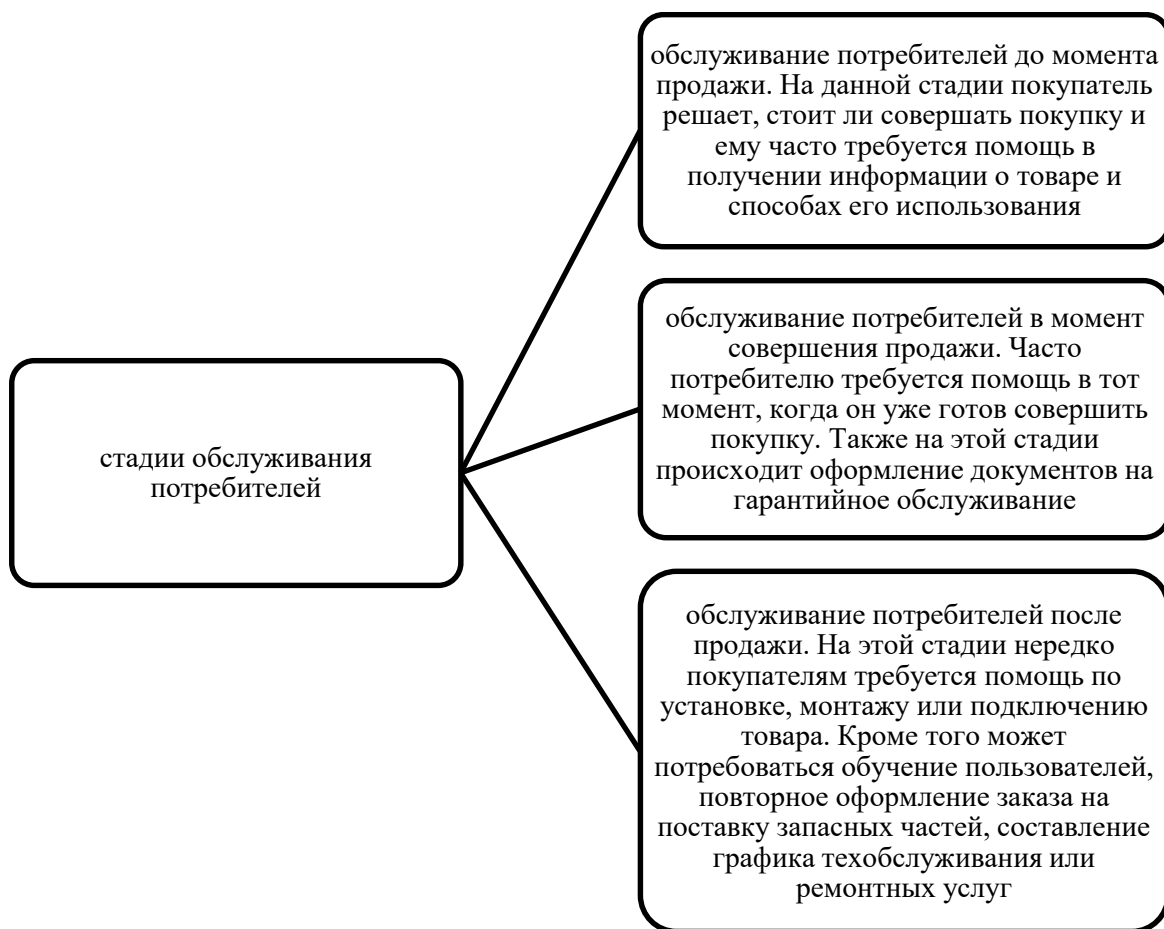 обслуживание потребителей до момента
продажи. На данной стадии покупатель
решает, стоит ли совершать покупку и
ему часто требуется помощь в
получении информации о товаре и
способах его использования
стадии обслуживания
потребителей
обслуживание потребителей в момент
совершения продажи. Часто
потребителю требуется помощь в тот
момент, когда он уже готов совершить
покупку. Также на этой стадии
происходит оформление документов на
гарантийное обслуживание
обслуживание потребителей после
продажи. На этой стадии нередко
покупателям требуется помощь по
установке, монтажу или подключению
товара. Кроме того может
потребоваться обучение пользователей,
повторное оформление заказа на
поставку запасных частей, составление
графика техобслуживания или
ремонтных услуг